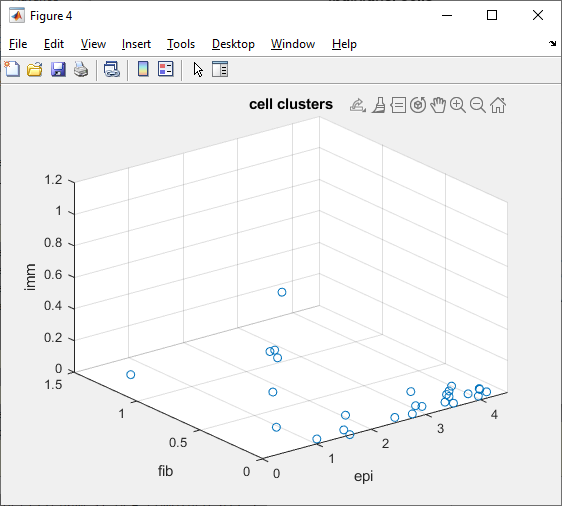 Figure 4
File Edit View Insert Tools Desktop Window Help
cell clusters
1.2
1
0.8
0.6
0.4
0.2
0
imm
1.5
1
0.5
0
fib
0
1
2
3
4
epi